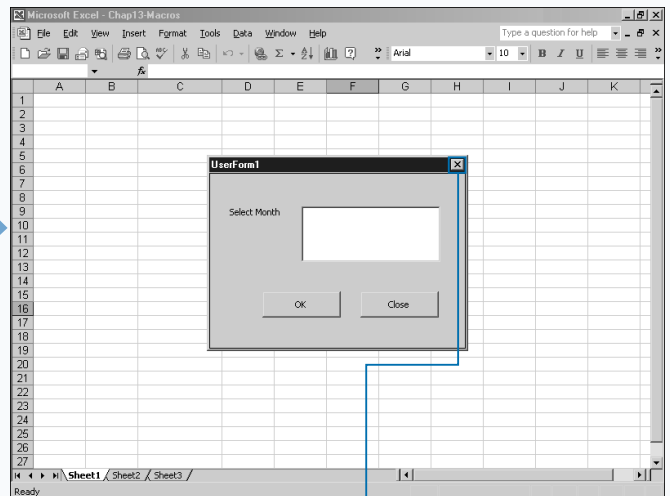 Microsoft Excel - Chap13-Macros
File Edit View Insert Format Tools Data Window Help
Type a question for help
Arial
10
B I U
fx
A B C D E F G H I J K
1
2
3
4
5
6
7
8
9
10
11
12
13
14
15
16
17
18
19
20
21
22
23
24
25
26
27
UserForm1
Select Month
OK Close
Sheet1 Sheet2 Sheet3
Ready